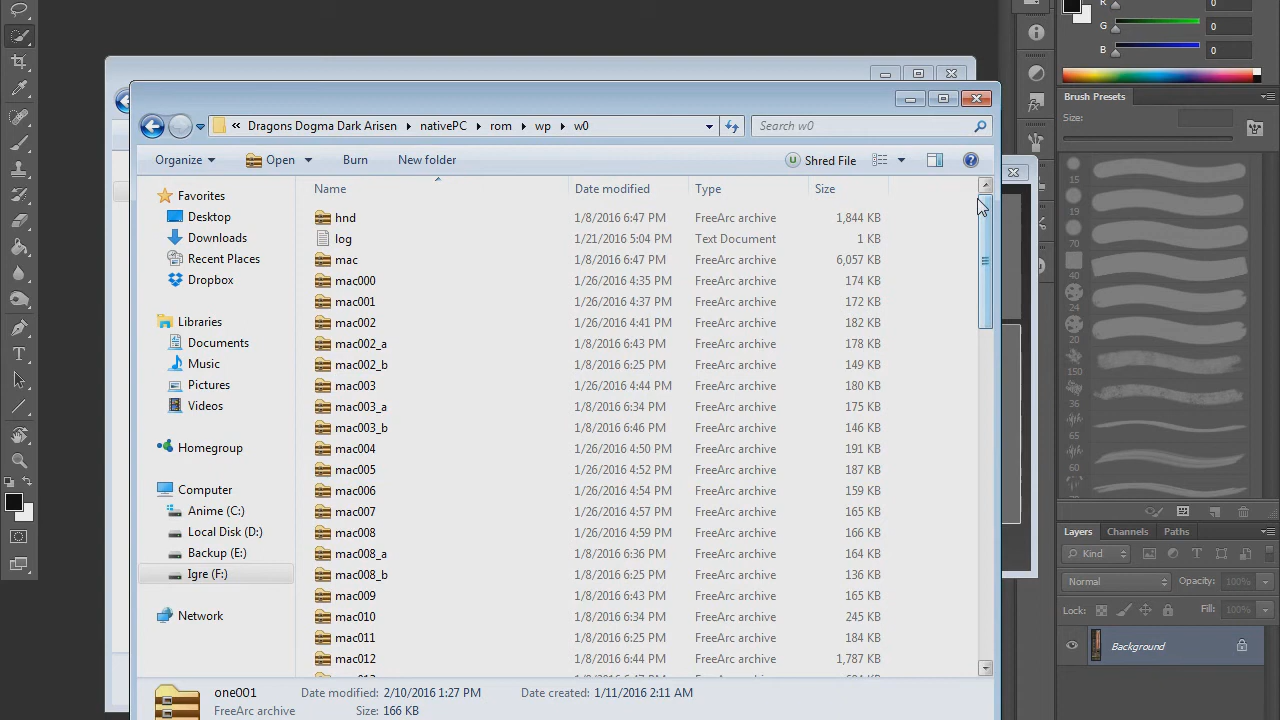 R 0
G 0
B 0
Dragons Dogma Dark Arisen nativePC rom wp w0 Search w0
Brush Presets
Size:
Organize Open Burn New folder Shred File
Name Date modified Type Size
Favorites
Desktop
Downloads
Recent Places
Dropbox
Libraries
Documents
Music
Pictures
Videos
Homegroup
Computer
Anime (C:)
Local Disk (D:)
Backup (E:)
Igre (F:)
Network
hnd 1/8/2016 6:47 PM FreeArc archive 1,844 KB
log 1/21/2016 5:04 PM Text Document 1 KB
mac 1/8/2016 6:47 PM FreeArc archive 6,057 KB
mac000 1/26/2016 4:35 PM FreeArc archive 174 KB
mac001 1/26/2016 4:37 PM FreeArc archive 172 KB
mac002 1/26/2016 4:41 PM FreeArc archive 182 KB
mac002_a 1/8/2016 6:43 PM FreeArc archive 178 KB
mac002_b 1/8/2016 6:25 PM FreeArc archive 149 KB
mac003 1/26/2016 4:44 PM FreeArc archive 180 KB
mac003_a 1/8/2016 6:34 PM FreeArc archive 175 KB
mac003_b 1/8/2016 6:46 PM FreeArc archive 146 KB
mac004 1/26/2016 4:50 PM FreeArc archive 191 KB
mac005 1/26/2016 4:52 PM FreeArc archive 187 KB
mac006 1/26/2016 4:54 PM FreeArc archive 159 KB
mac007 1/26/2016 4:57 PM FreeArc archive 165 KB
mac008 1/26/2016 4:59 PM FreeArc archive 166 KB
mac008_a 1/8/2016 6:36 PM FreeArc archive 164 KB
mac008_b 1/8/2016 6:25 PM FreeArc archive 136 KB
mac009 1/8/2016 6:43 PM FreeArc archive 165 KB
mac010 1/8/2016 6:34 PM FreeArc archive 245 KB
mac011 1/8/2016 6:25 PM FreeArc archive 184 KB
mac012 1/8/2016 6:44 PM FreeArc archive 1,787 KB
one001 Date modified: 2/10/2016 1:27 PM Date created: 1/11/2016 2:11 AM
FreeArc archive Size: 166 KB
15
19
70
40
24
20
150
36
65
60
Layers Channels Paths
Kind
Normal Opacity: 100%
Lock: Fill: 100%
Background